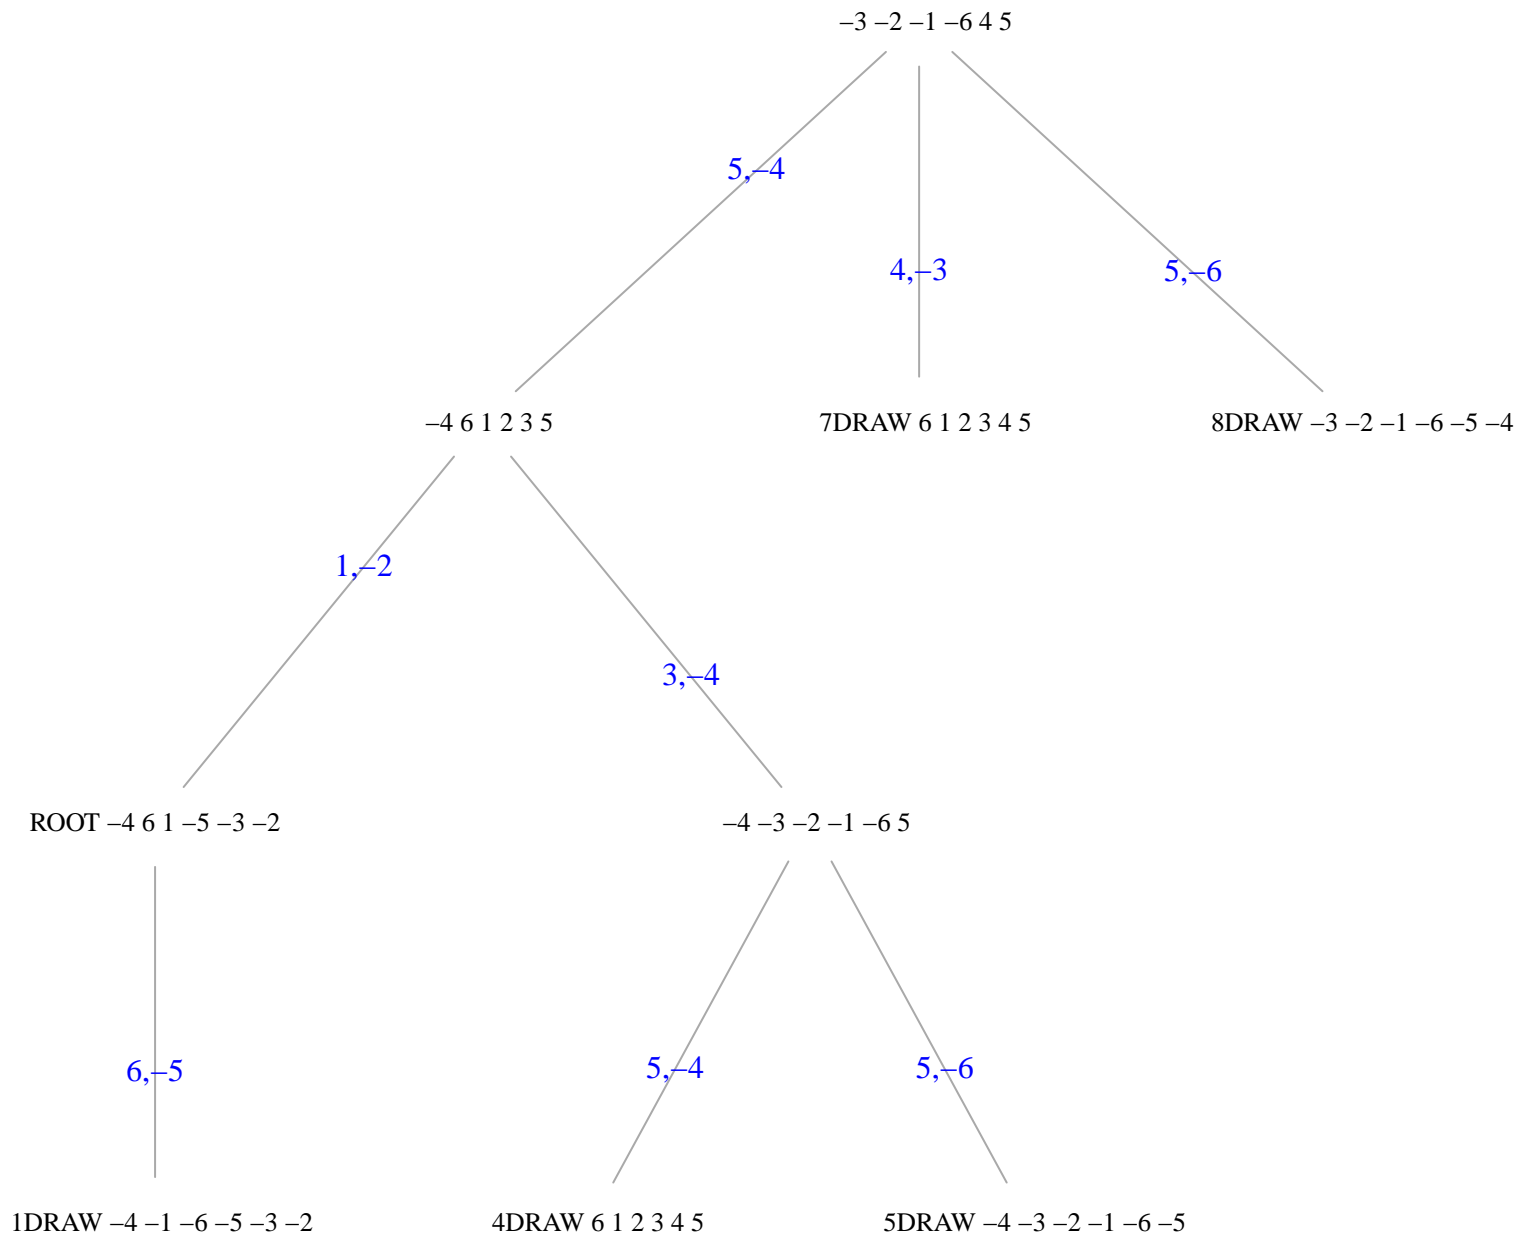 –3 –2 –1 –6 4 5
5,–4
4,–3
5,–6
–4 6 1 2 3 5
7DRAW 6 1 2 3 4 5
8DRAW –3 –2 –1 –6 –5 –4
1,–2
3,–4
ROOT –4 6 1 –5 –3 –2
–4 –3 –2 –1 –6 5
6,–5
5,–4
5,–6
1DRAW –4 –1 –6 –5 –3 –2
4DRAW 6 1 2 3 4 5
5DRAW –4 –3 –2 –1 –6 –5